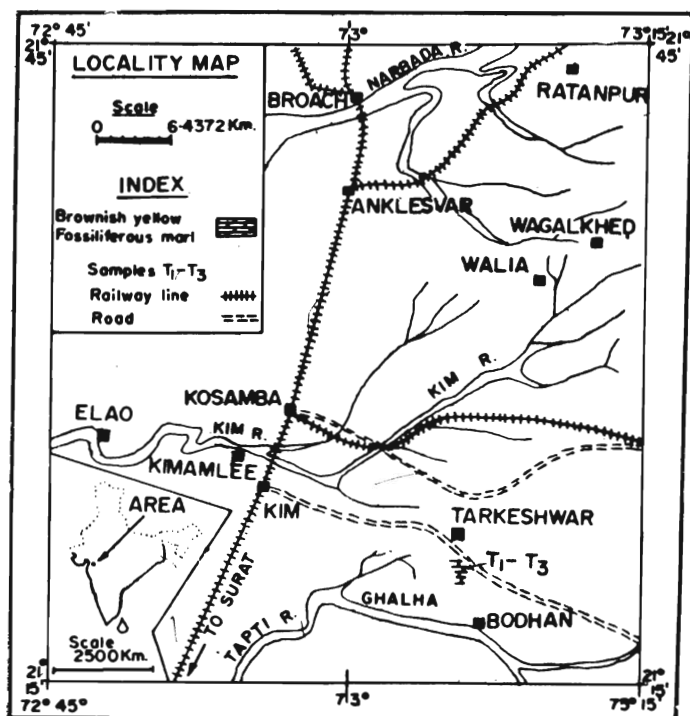 72° 45'
73°
73° 15'
21° 45'
21° 45'
LOCALITY MAP
Scale
0 6·4372 Km.
INDEX
Brownish yellow
Fossiliferous marl
Samples T₁-T₃
Railway line
Road
NARBADA R.
BROACH
RATANPUR
ANKLESVAR
WAGALKHED
WALIA
KIM R.
KOSAMBA
ELAO
KIM R.
KIMAMLEE
KIM
AREA
TARKESHWAR
T₁-T₃
TO SURAT
GHALHA
TAPTI R.
BODHAN
Scale
2500 Km.
21° 15'
21° 15'
72° 45'
713°
75° 15'